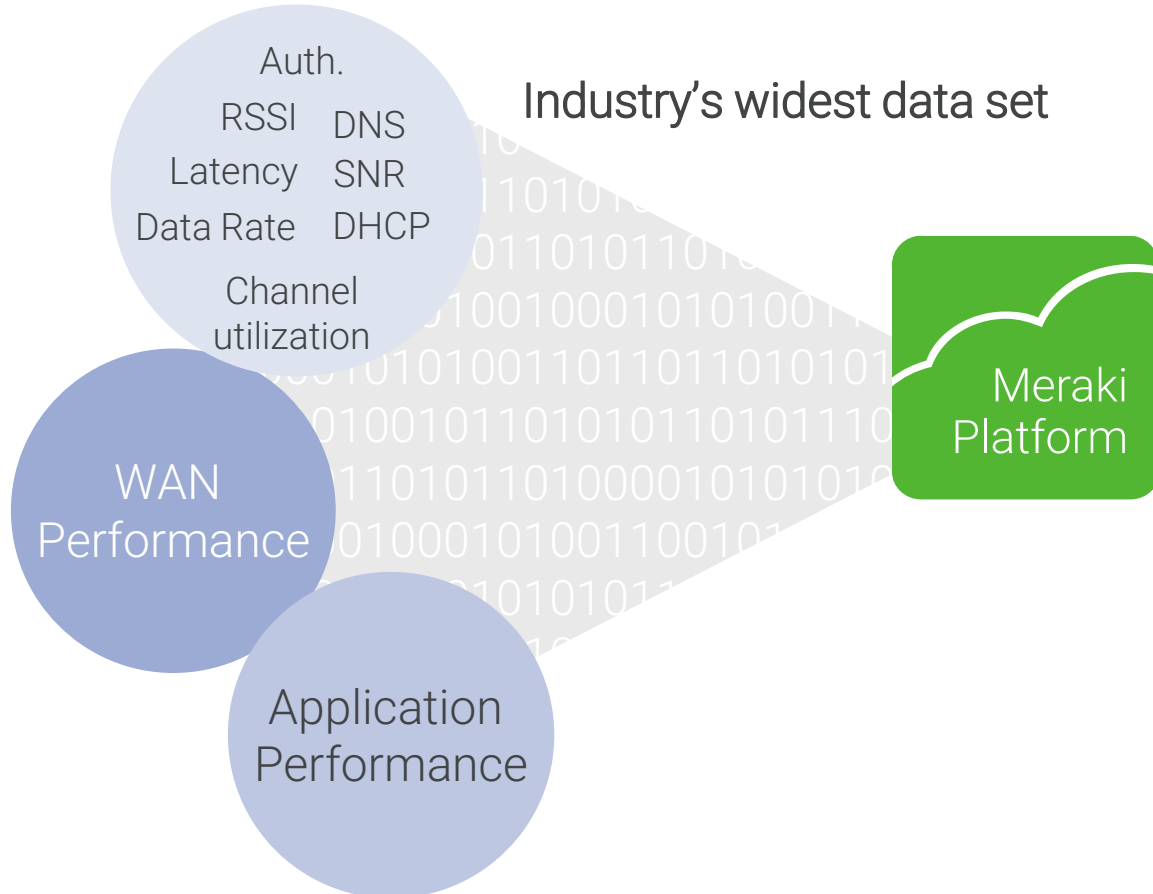 Auth.
RSSI DNS
Latency SNR
Data Rate DHCP
Channel
utilization
Industry's widest data set
WAN
Performance
Application
Performance
Meraki
Platform